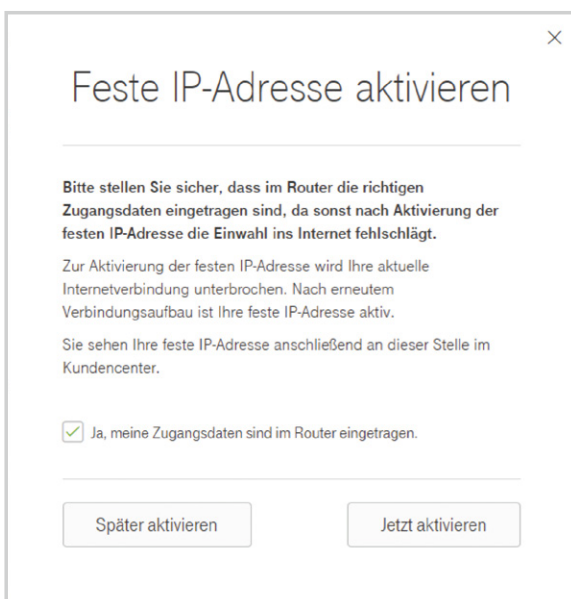 Feste IP-Adresse aktivieren
Bitte stellen Sie sicher, dass im Router die richtigen
Zugangsdaten eingetragen sind, da sonst nach Aktivierung der
festen IP-Adresse die Einwahl ins Internet fehlschlägt.
Zur Aktivierung der festen IP-Adresse wird Ihre aktuelle
Internetverbindung unterbrochen. Nach erneutem
Verbindungsaufbau ist Ihre feste IP-Adresse aktiv.
Sie sehen Ihre feste IP-Adresse anschließend an dieser Stelle im
Kundencenter.
Ja, meine Zugangsdaten sind im Router eingetragen.
Später aktivieren
Jetzt aktivieren